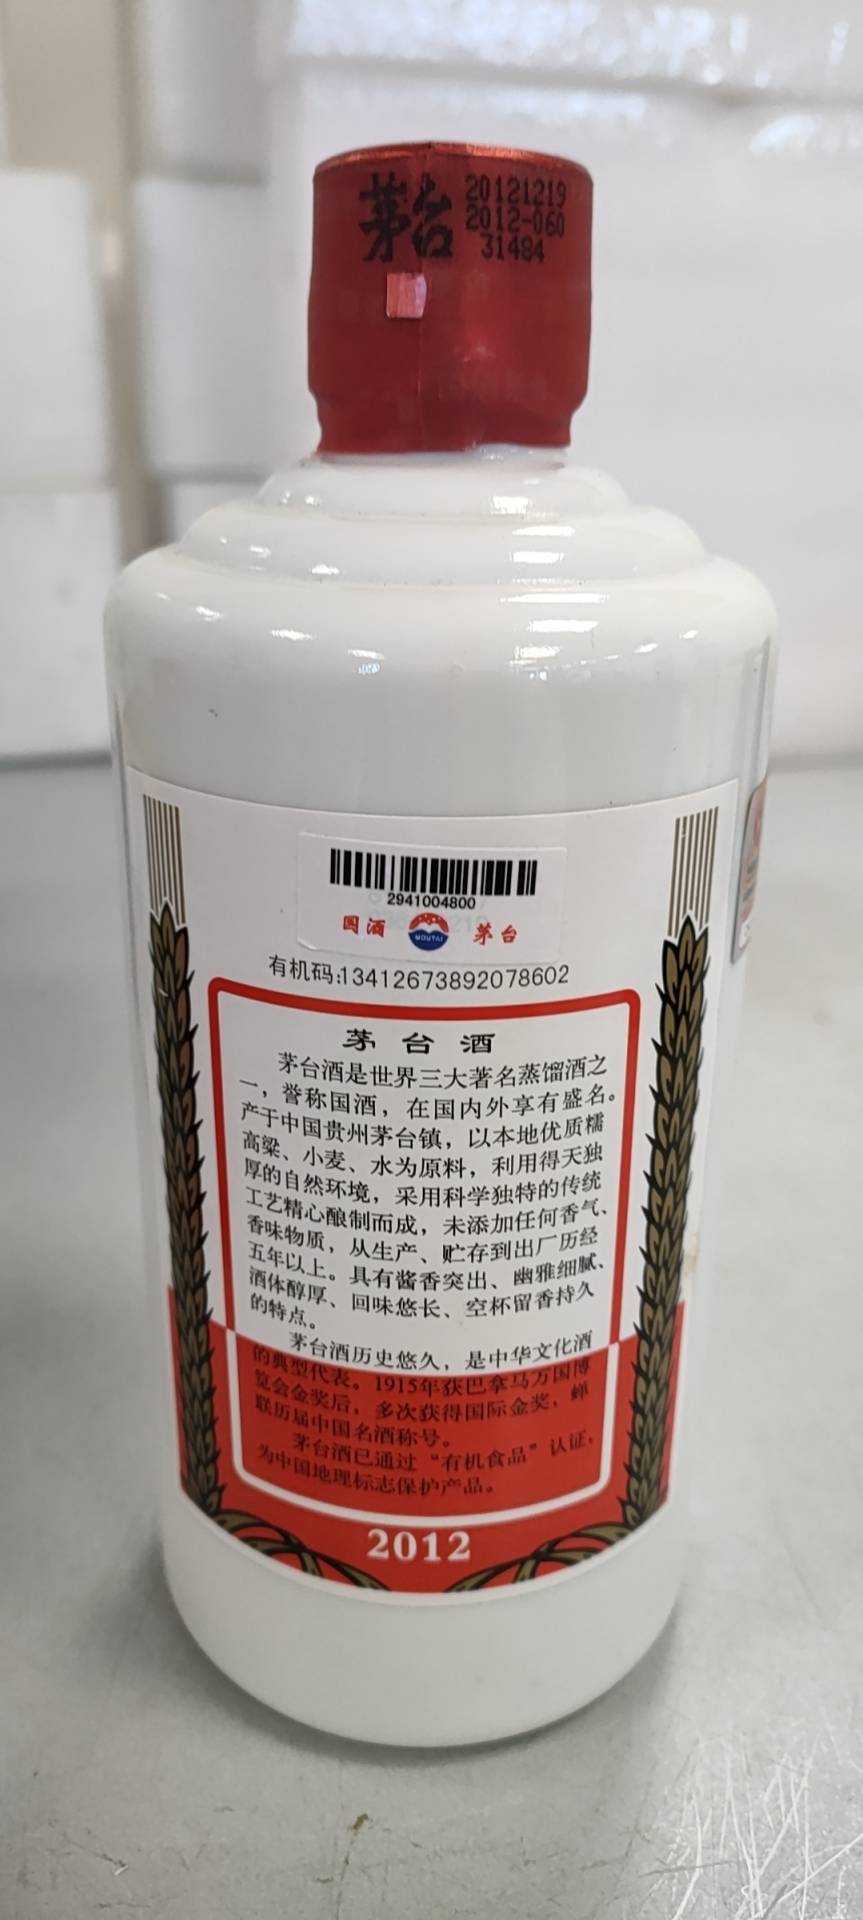 茅台
20121219
2012-060
31484
2941004800
国酒
MOUTAI
茅台
有机码:13412673892078602
茅台酒
茅台酒是世界三大著名蒸馏酒之
一，誉称国酒，在国内外享有盛名。
产于中国贵州茅台镇，以本地优质糯
高粱、小麦、水为原料，利用得天独
厚的自然环境，采用科学独特的传统
工艺精心酿制而成，未添加任何香气、
香味物质，从生产、贮存到出厂历经
五年以上。具有酱香突出、幽雅细腻、
酒体醇厚、回味悠长、空杯留香持久
的特点。
茅台酒历史悠久，是中华文化酒
的典型代表。1915年获巴拿马万国博
览会金奖后，多次获得国际金奖，蝉
联历届中国名酒称号。
茅台酒已通过“有机食品”认证，
为中国地理标志保护产品。
2012